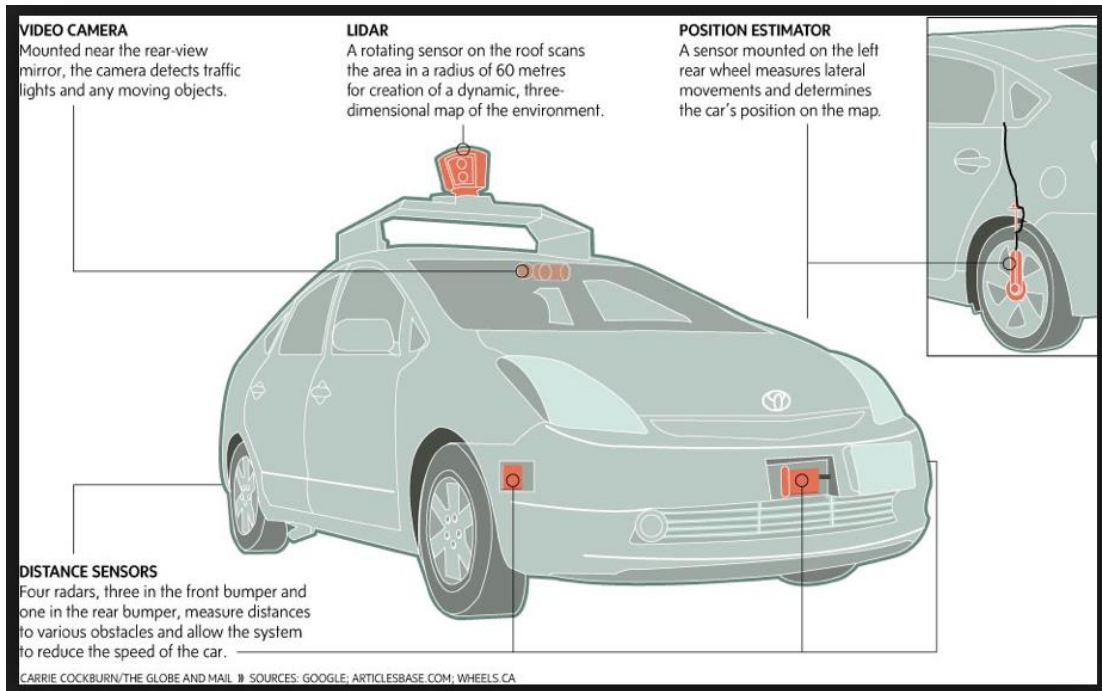 VIDEO CAMERA
Mounted near the rear-view
mirror, the camera detects traffic
lights and any moving objects.
LIDAR
A rotating sensor on the roof scans
the area in a radius of 60 metres
for creation of a dynamic, three-
dimensional map of the environment.
POSITION ESTIMATOR
A sensor mounted on the left
rear wheel measures lateral
movements and determines
the car's position on the map.
DISTANCE SENSORS
Four radars, three in the front bumper and
one in the rear bumper, measure distances
to various obstacles and allow the system
to reduce the speed of the car.
CARRIE COCKBURN/THE GLOBE AND MAIL » SOURCES: GOOGLE; ARTICLESBASE.COM; WHEELS.CA